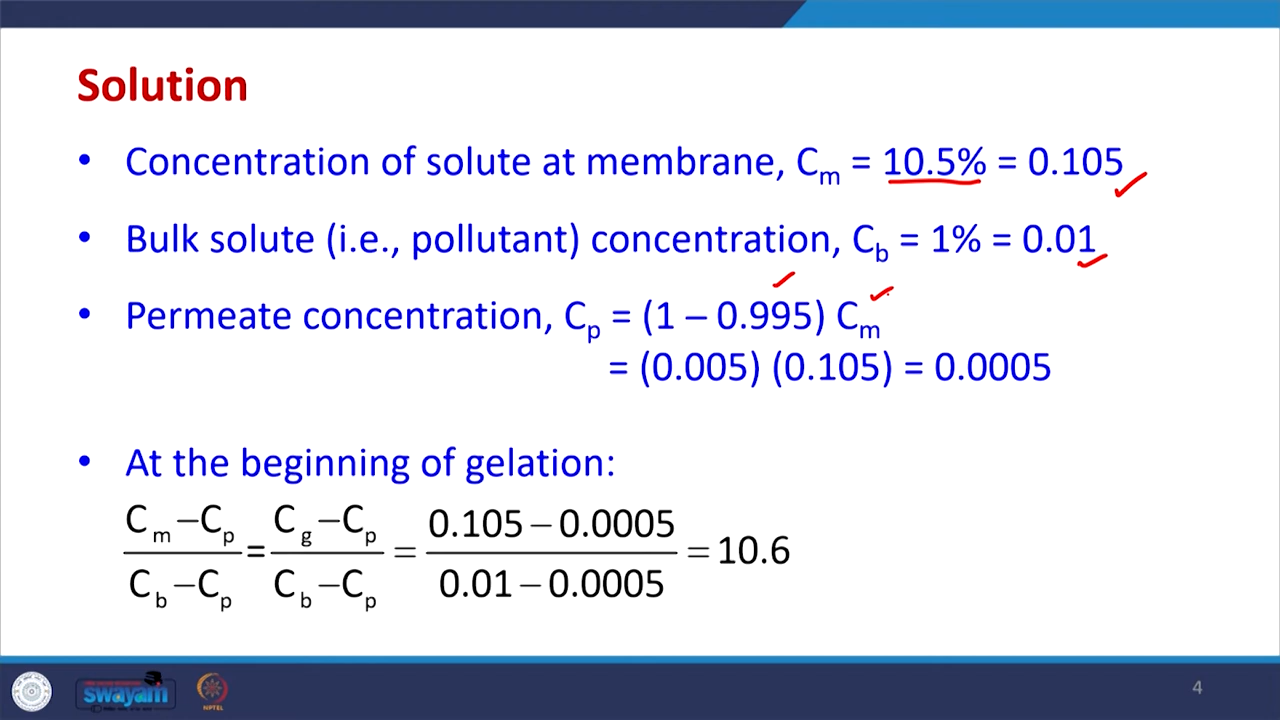 Solution
• Concentration of solute at membrane, Cm = 10.5% = 0.105
• Bulk solute (i.e., pollutant) concentration, Cb = 1% = 0.01
• Permeate concentration, Cp = (1 – 0.995) Cm
= (0.005) (0.105) = 0.0005
• At the beginning of gelation:
(Cm – Cp)/(Cb – Cp) = (Cg – Cp)/(Cb – Cp) = (0.105 – 0.0005)/(0.01 – 0.0005) = 10.6
swayam
NPTEL
4